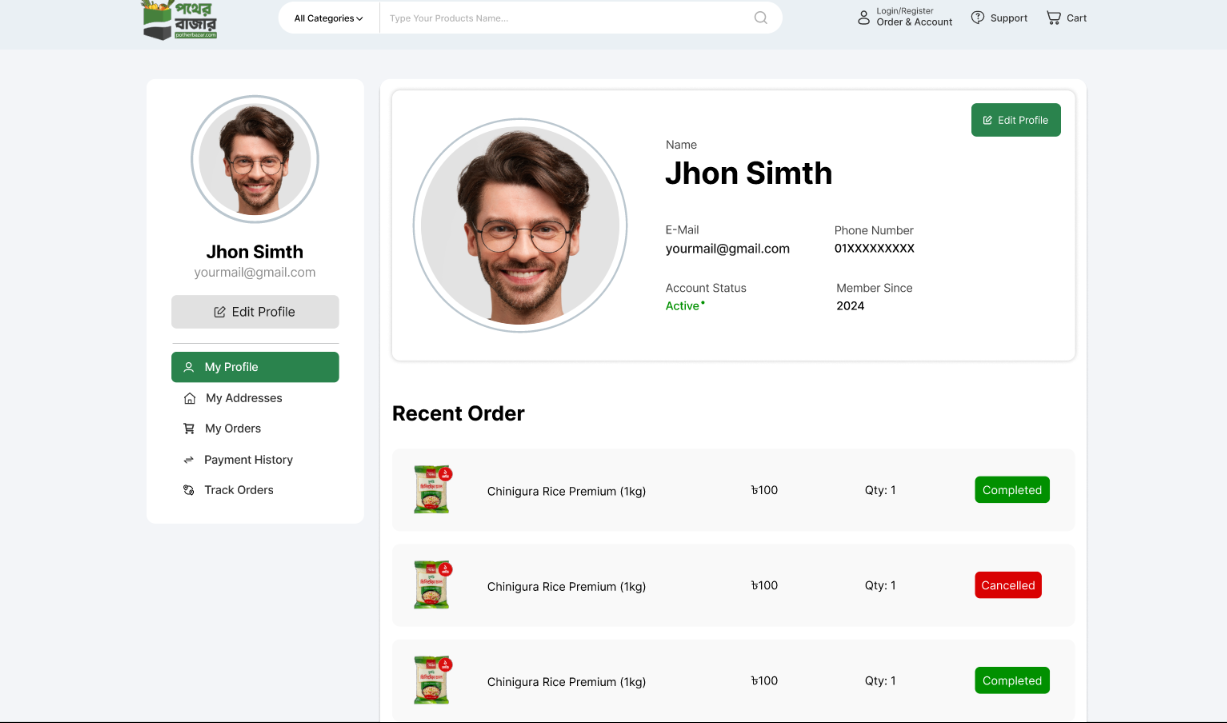 পথের
বাজার
potherbazar.com
All Categories
Type Your Products Name...
Login/Register
Order & Account
Support
Cart
Jhon Simth
yourmail@gmail.com
Edit Profile
My Profile
My Addresses
My Orders
Payment History
Track Orders
Edit Profile
Name
Jhon Simth
E-Mail
Phone Number
yourmail@gmail.com
01XXXXXXXXX
Account Status
Member Since
Active
2024
Recent Order
Chinigura Rice Premium (1kg) ৳100 Qty: 1 Completed
Chinigura Rice Premium (1kg) ৳100 Qty: 1 Cancelled
Chinigura Rice Premium (1kg) ৳100 Qty: 1 Completed